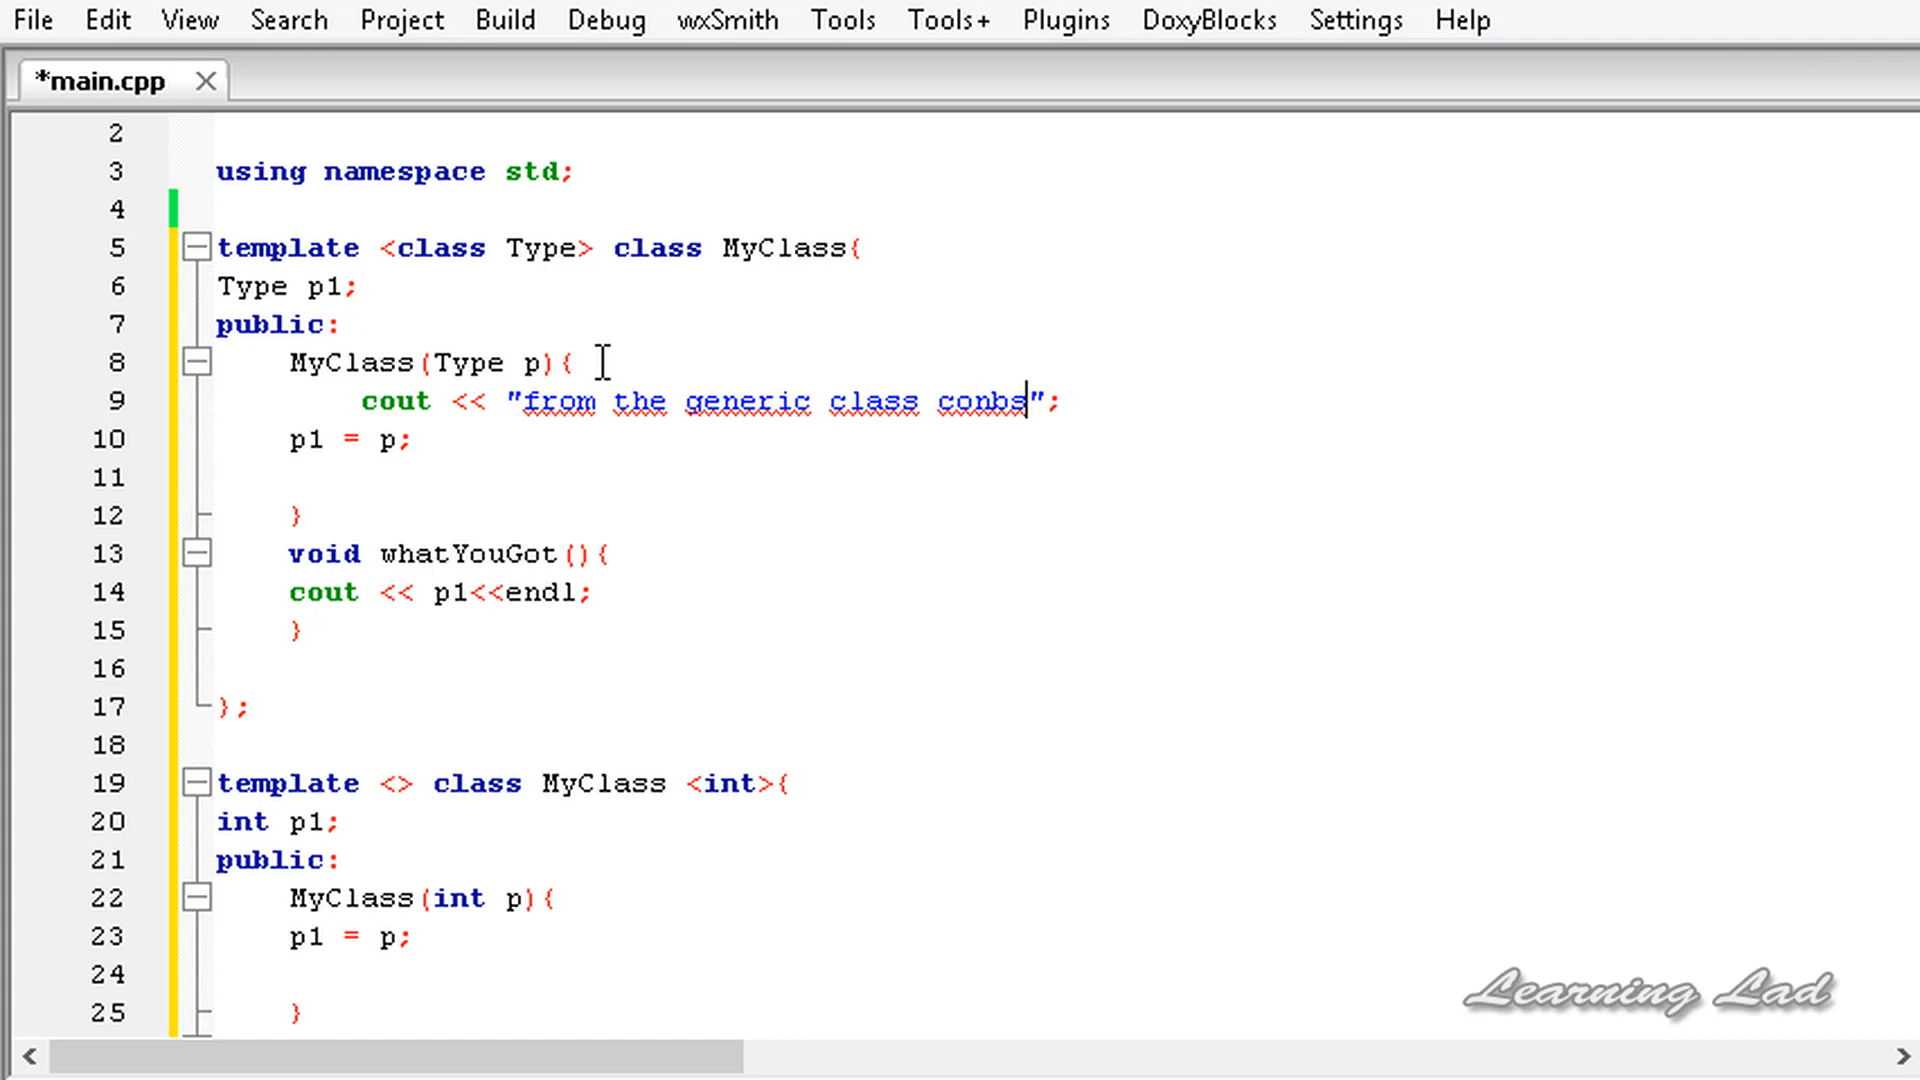 File Edit View Search Project Build Debug wxSmith Tools Tools+ Plugins DoxyBlocks Settings Help
*main.cpp
2
3 using namespace std;
4
5 template <class Type> class MyClass{
6 Type p1;
7 public:
8 MyClass(Type p){
9 cout << "from the generic class conbs";
10 p1 = p;
11
12 }
13 void whatYouGot(){
14 cout << p1<<endl;
15 }
16
17 };
18
19 template <> class MyClass <int>{
20 int p1;
21 public:
22 MyClass(int p){
23 p1 = p;
24
25 }
Learning Lad